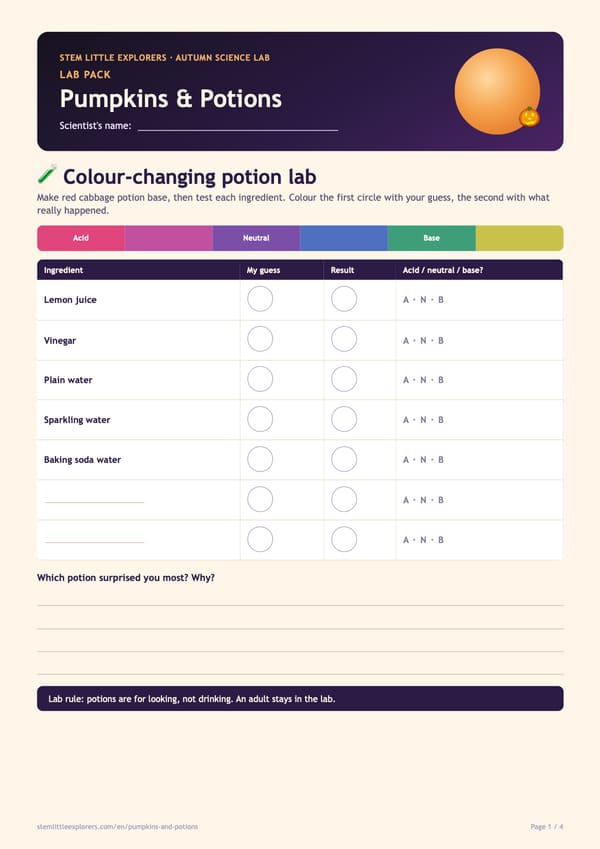 STEM LITTLE EXPLORERS · AUTUMN SCIENCE LAB
LAB PACK
Pumpkins & Potions
Scientist's name:
Colour-changing potion lab
Make red cabbage potion base, then test each ingredient. Colour the first circle with your guess, the second with what
really happened.
Acid Neutral Base
Ingredient My guess Result Acid / neutral / base?
Lemon juice A · N · B
Vinegar A · N · B
Plain water A · N · B
Sparkling water A · N · B
Baking soda water A · N · B
A · N · B
A · N · B
Which potion surprised you most? Why?
Lab rule: potions are for looking, not drinking. An adult stays in the lab.
stemlittleexplorers.com/en/pumpkins-and-potions Page 1 / 4